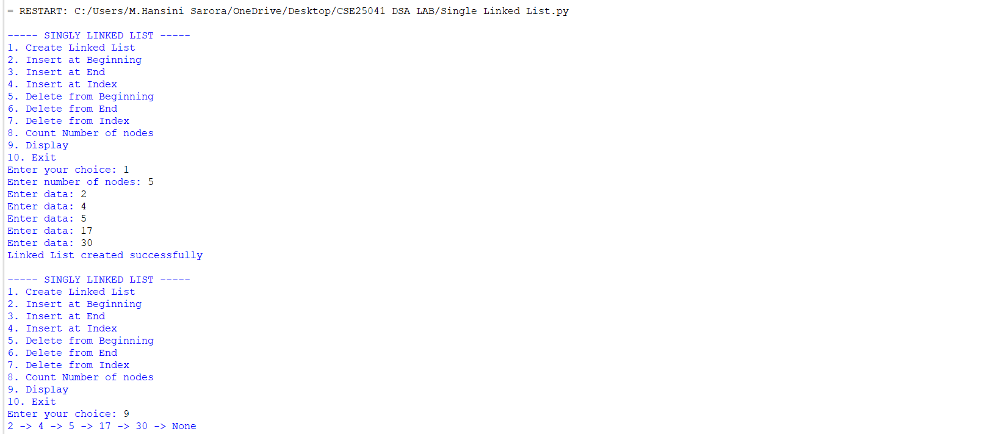 = RESTART: C:/Users/M.Hansini Sarora/OneDrive/Desktop/CSE25041 DSA LAB/Single Linked List.py
----- SINGLY LINKED LIST -----
1. Create Linked List
2. Insert at Beginning
3. Insert at End
4. Insert at Index
5. Delete from Beginning
6. Delete from End
7. Delete from Index
8. Count Number of nodes
9. Display
10. Exit
Enter your choice: 1
Enter number of nodes: 5
Enter data: 2
Enter data: 4
Enter data: 5
Enter data: 17
Enter data: 30
Linked List created successfully
----- SINGLY LINKED LIST -----
1. Create Linked List
2. Insert at Beginning
3. Insert at End
4. Insert at Index
5. Delete from Beginning
6. Delete from End
7. Delete from Index
8. Count Number of nodes
9. Display
10. Exit
Enter your choice: 9
2 -> 4 -> 5 -> 17 -> 30 -> None